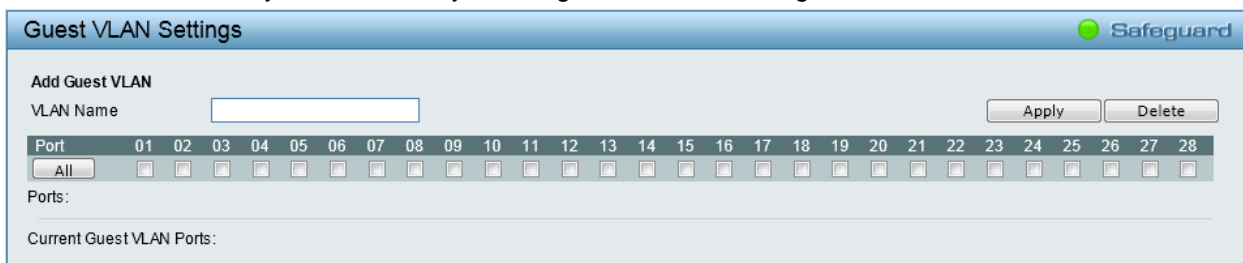 Guest VLAN Settings
Safeguard
Add Guest VLAN
VLAN Name
Apply Delete
Port 01 02 03 04 05 06 07 08 09 10 11 12 13 14 15 16 17 18 19 20 21 22 23 24 25 26 27 28
All
Ports:
Current Guest VLAN Ports: